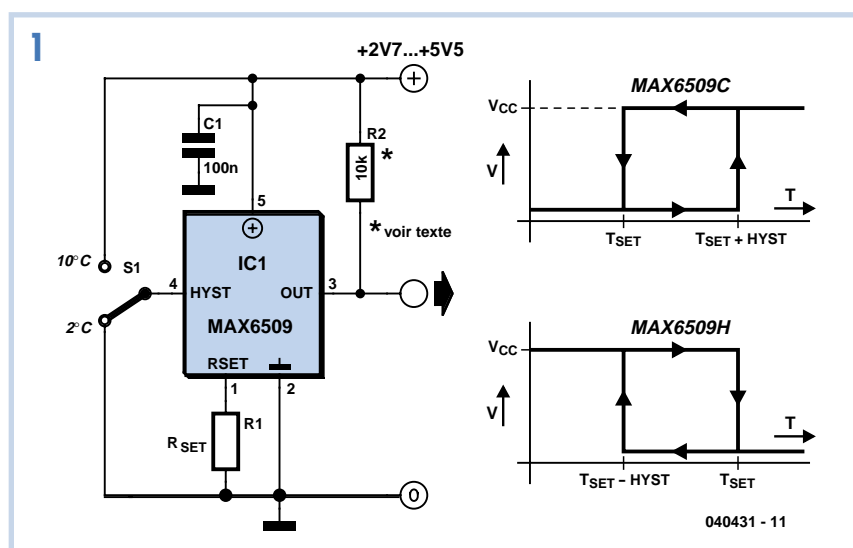 1
+2V7...+5V5
C1
100n
R2
10k
*
* voir texte
5
IC1
10°C
S1
2°C
4
HYST
OUT
3
MAX6509
RSET
1
2
R1
RSET
0
MAX6509C
VCC
V
T
TSET
TSET + HYST
MAX6509H
VCC
V
T
TSET – HYST
TSET
040431 - 11